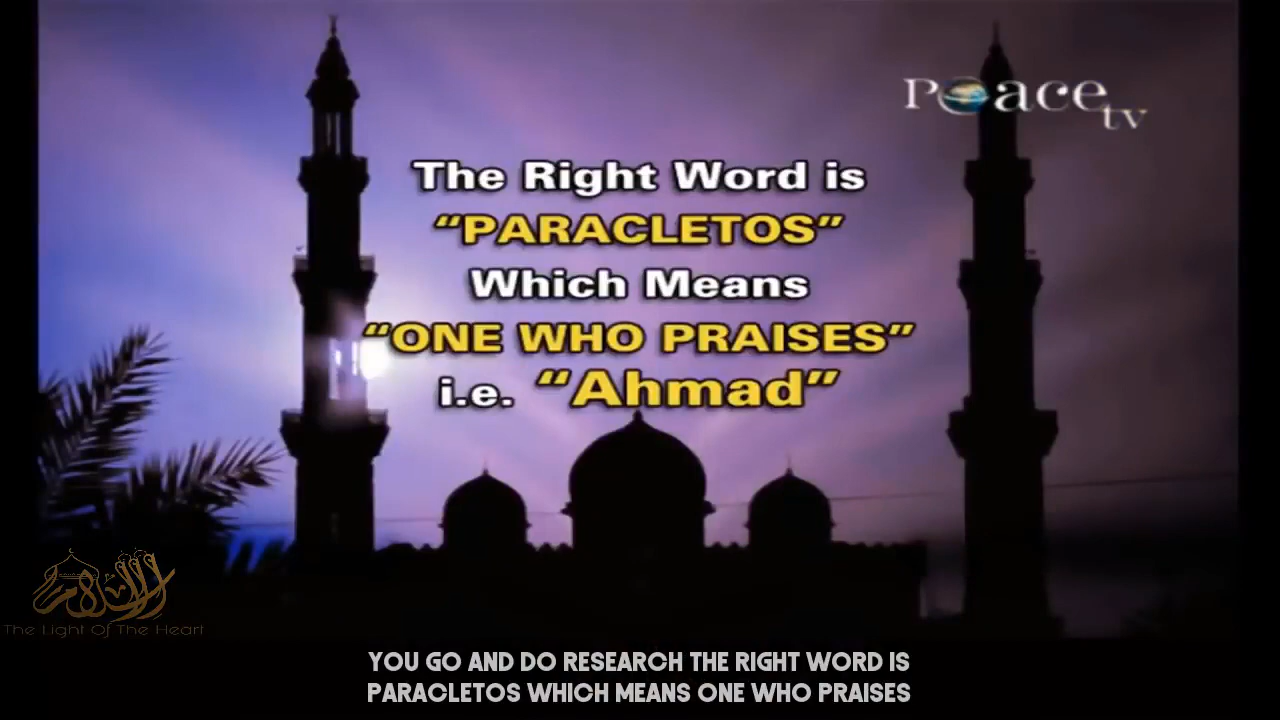 Peace tv
The Right Word is
“PARACLETOS”
Which Means
“ONE WHO PRAISES”
i.e. “Ahmad”
The Light Of The Heart
YOU GO AND DO RESEARCH THE RIGHT WORD IS
PARACLETOS WHICH MEANS ONE WHO PRAISES